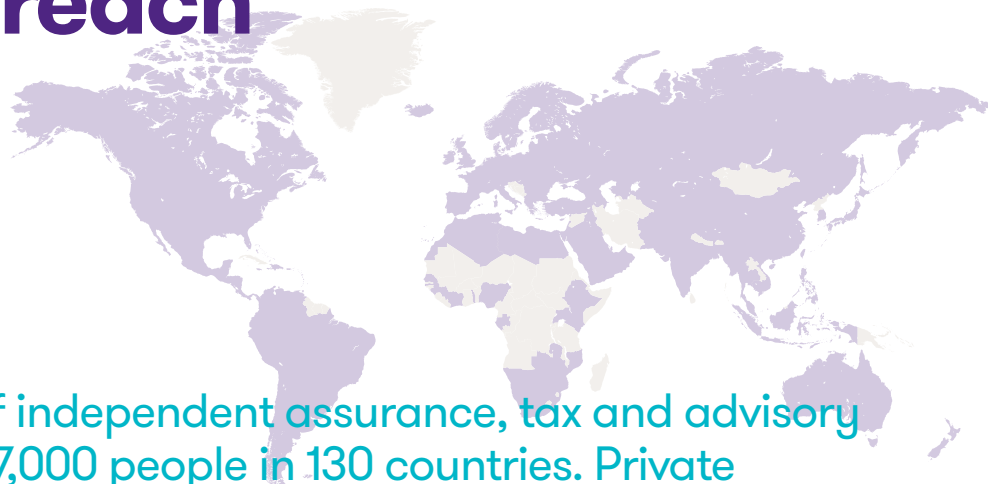 reach
independent assurance, tax and advisory
7,000 people in 130 countries. Private